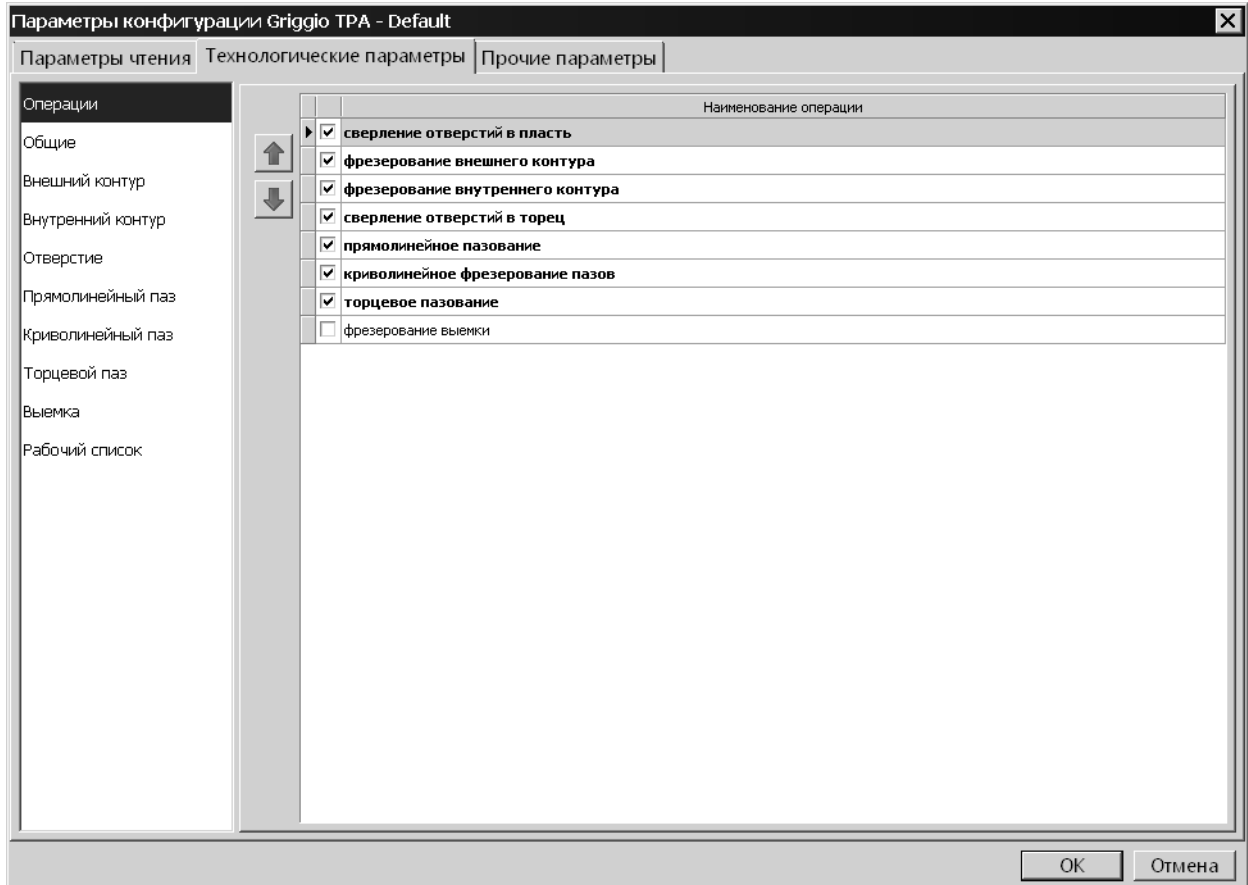 Параметры конфигурации Griggio TPA - Default
Параметры чтения Технологические параметры Прочие параметры
Операции
Общие
Внешний контур
Внутренний контур
Отверстие
Прямолинейный паз
Криволинейный паз
Торцевой паз
Выемка
Рабочий список
Наименование операции
сверление отверстий в пласть
фрезерование внешнего контура
фрезерование внутреннего контура
сверление отверстий в торец
прямолинейное пазование
криволинейное фрезерование пазов
торцевое пазование
фрезерование выемки
OK Отмена